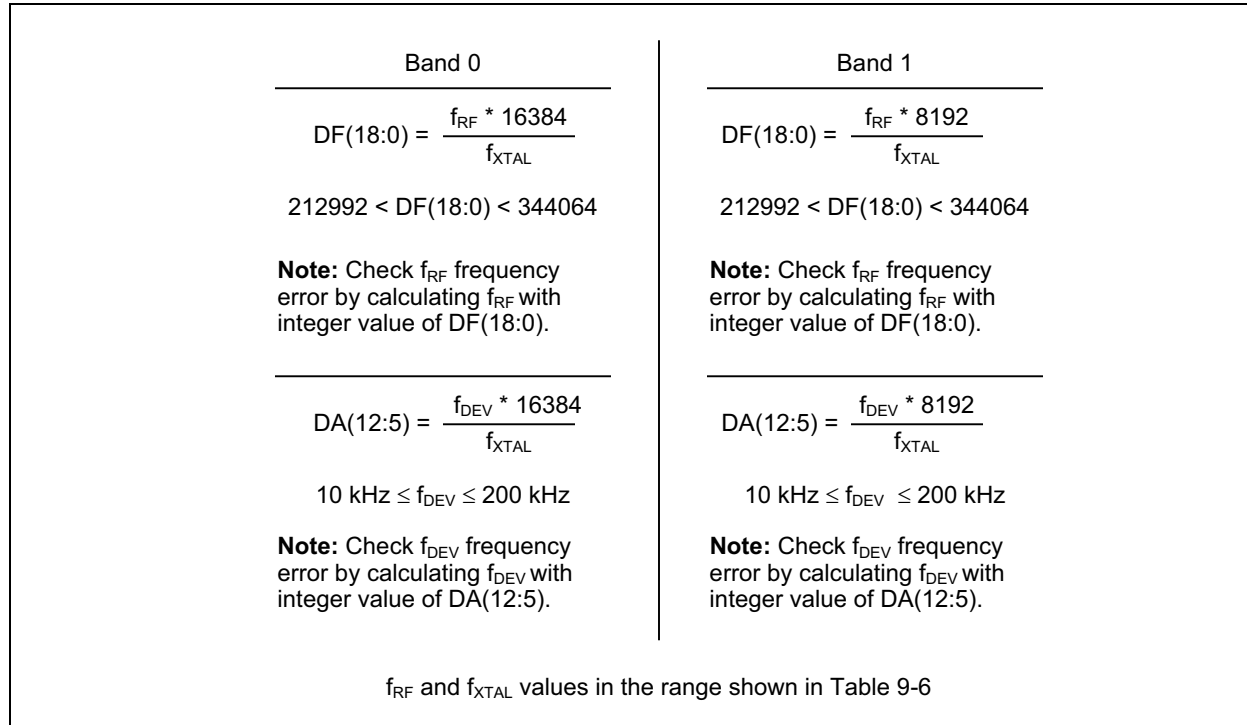 Band 0
DF(18:0) = f_RF * 16384 / f_XTAL
212992 < DF(18:0) < 344064
Note: Check f_RF frequency
error by calculating f_RF with
integer value of DF(18:0).
DA(12:5) = f_DEV * 16384 / f_XTAL
10 kHz ≤ f_DEV ≤ 200 kHz
Note: Check f_DEV frequency
error by calculating f_DEV with
integer value of DA(12:5).
Band 1
DF(18:0) = f_RF * 8192 / f_XTAL
212992 < DF(18:0) < 344064
Note: Check f_RF frequency
error by calculating f_RF with
integer value of DF(18:0).
DA(12:5) = f_DEV * 8192 / f_XTAL
10 kHz ≤ f_DEV ≤ 200 kHz
Note: Check f_DEV frequency
error by calculating f_DEV with
integer value of DA(12:5).
f_RF and f_XTAL values in the range shown in Table 9-6